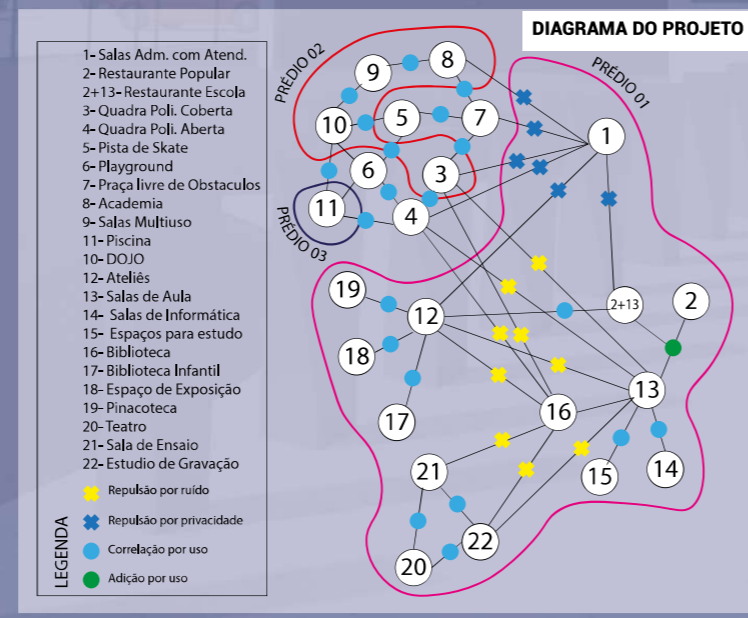 DIAGRAMA DO PROJETO
1- Salas Adm. com Atend.
2- Restaurante Popular
2+13- Restaurante Escola
3- Quadra Poli. Coberta
4- Quadra Poli. Aberta
5- Pista de Skate
6- Playground
7- Praça livre de Obstaculos
8- Academia
9- Salas Multiuso
11- Piscina
10- DOJO
12- Ateliês
13- Salas de Aula
14- Salas de Informática
15- Espaços para estudo
16- Biblioteca
17- Biblioteca Infantil
18- Espaço de Exposição
19- Pinacoteca
20- Teatro
21- Sala de Ensaio
22- Estudio de Gravação
LEGENDA
Repulsão por ruído
Repulsão por privacidade
Correlação por uso
Adição por uso
PRÉDIO 02
PRÉDIO 01
PRÉDIO 03
8
9
10
5
7
1
6
3
11
4
19
12
2+13
2
18
13
17
16
21
15
14
22
20